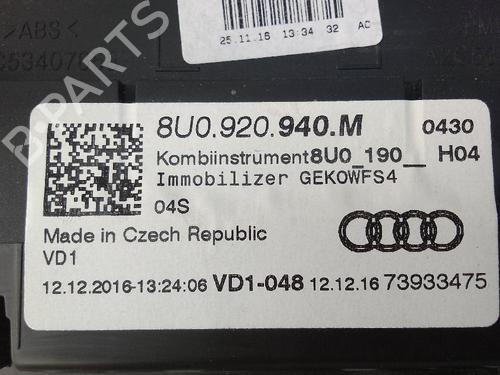 >ABS<
25.11.16 13:34 32 AC
B-PARTS
8U0.920.940.M 0430
Kombiinstrument8U0_190__ H04
Immobilizer GEKOWFS4
04S
Made in Czech Republic
VD1
12.12.2016-13:24:06 VD1-048 12.12.16 73933475